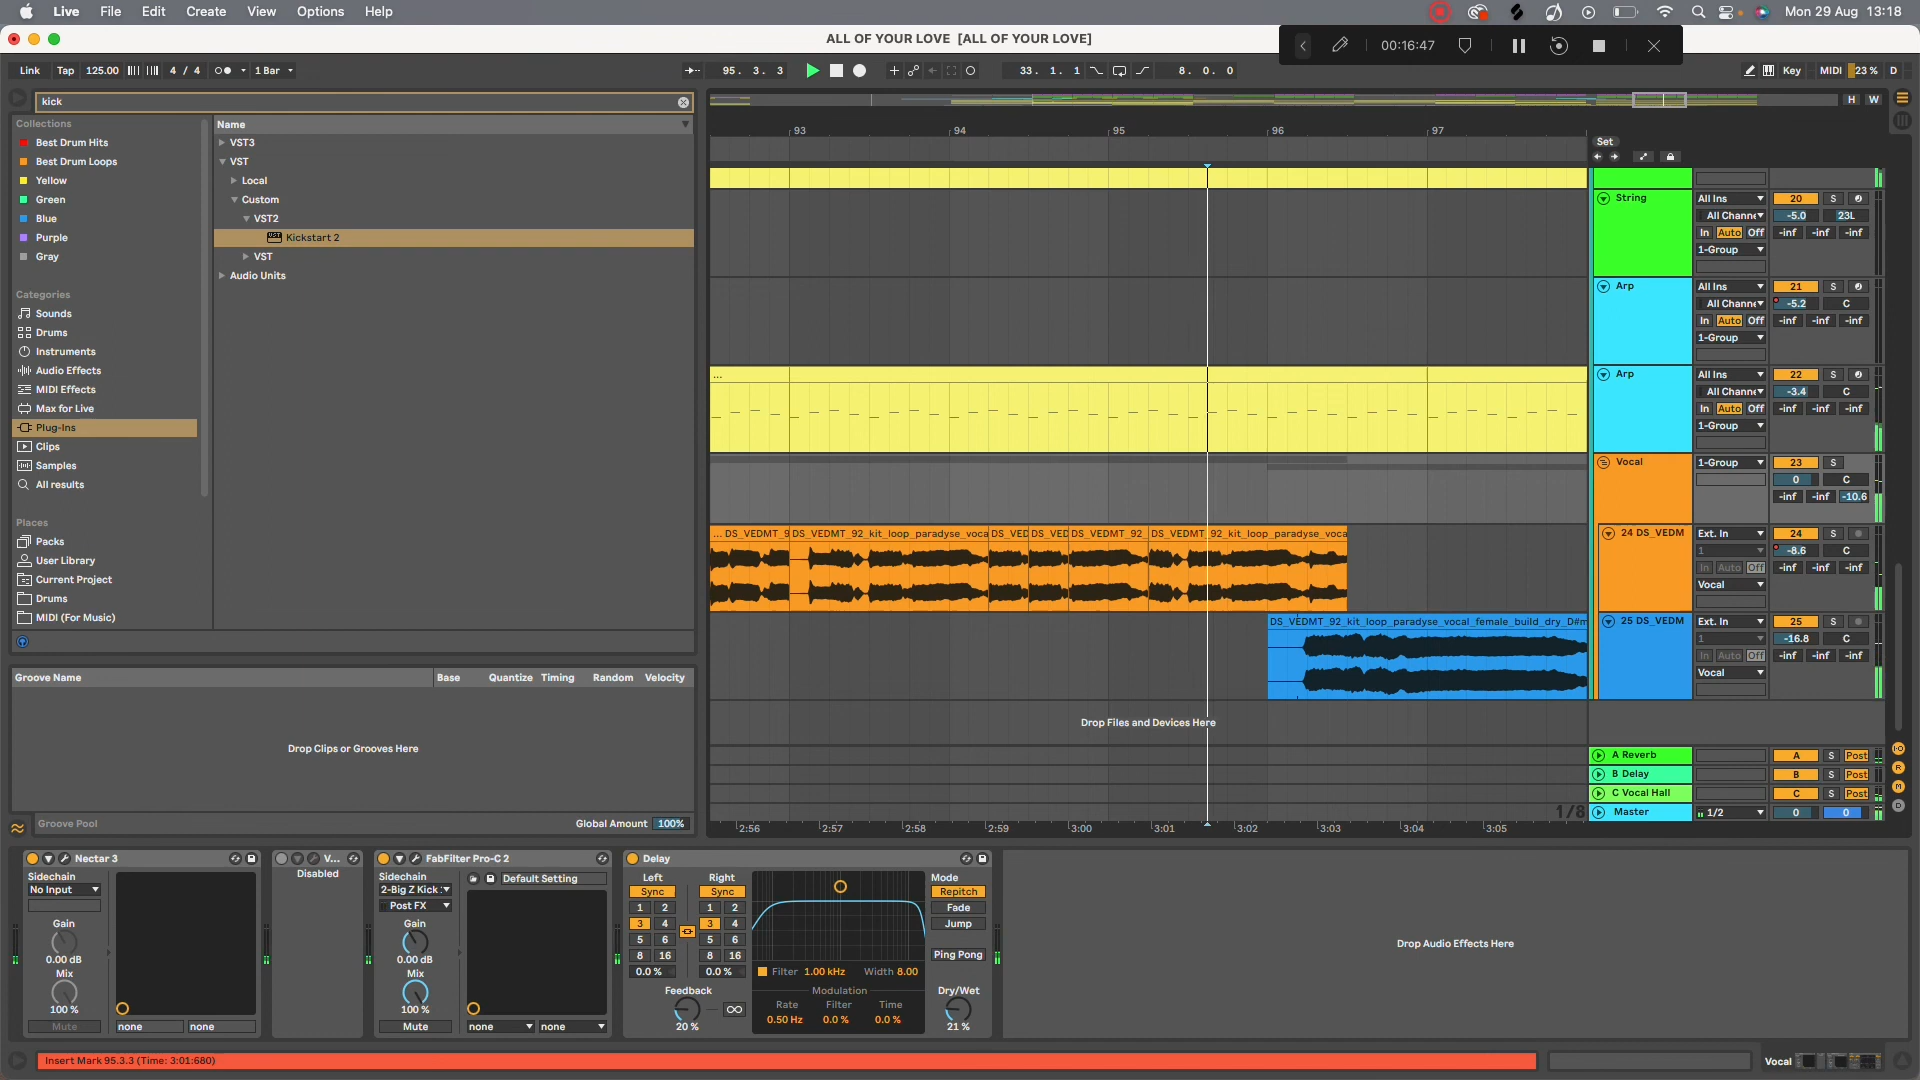 Live File Edit Create View Options Help
Mon 29 Aug 13:18
ALL OF YOUR LOVE [ALL OF YOUR LOVE]
00:16:47
Link Tap 125.00 4 / 4 1 Bar
95. 3. 3
33. 1. 1
8. 0. 0
Key MIDI 23 % D
kick
H W
Collections
Best Drum Hits
Best Drum Loops
Yellow
Green
Blue
Purple
Gray
Categories
Sounds
Drums
Instruments
Audio Effects
MIDI Effects
Max for Live
Plug-Ins
Clips
Samples
All results
Places
Packs
User Library
Current Project
Drums
MIDI (For Music)
Name
VST3
VST
Local
Custom
VST2
Kickstart 2
VST
Audio Units
93 94 95 96 97
Set
String All Ins 20 S
All Channe -5.0 23L
In Auto Off -inf -inf -inf
1-Group
Arp All Ins 21 S
All Channe -5.2 C
In Auto Off -inf -inf -inf
1-Group
... Arp All Ins 22 S
All Channe -3.4 C
In Auto Off -inf -inf -inf
1-Group
Vocal 1-Group 23 S
0 C
-inf -inf -10.6
... DS_VEDMT_9 DS_VEDMT_92_kit_loop_paradyse_voca DS_VED DS_VED DS_VEDMT_92_ DS_VEDMT_92_kit_loop_paradyse_voca
24 DS_VEDM Ext. In 24 S
1 -8.6 C
In Auto Off -inf -inf -inf
Vocal
DS_VEDMT_92_kit_loop_paradyse_vocal_female_build_dry_D#m
25 DS_VEDM Ext. In 25 S
1 -16.8 C
In Auto Off -inf -inf -inf
Vocal
Drop Files and Devices Here
A Reverb A S Post
B Delay B S Post
C Vocal Hall C S Post
1/8 Master 1/2 0 0
2:56 2:57 2:58 2:59 3:00 3:01 3:02 3:03 3:04 3:05
Groove Name Base Quantize Timing Random Velocity
Drop Clips or Grooves Here
Groove Pool Global Amount 100%
Nectar 3
Sidechain
No Input
Gain
0.00 dB
Mix
100 %
Mute
none none
V...
Disabled
FabFilter Pro-C 2
Sidechain
2-Big Z Kick
Post FX
Default Setting
Gain
0.00 dB
Mix
100 %
Mute
none none
Delay
Left Right
Sync Sync
1 2 1 2
3 4 3 4
5 6 5 6
8 16 8 16
0.0 % 0.0 %
Feedback
20 %
Filter 1.00 kHz Width 8.00
Modulation
Rate Filter Time
0.50 Hz 0.0 % 0.0 %
Mode
Repitch
Fade
Jump
Ping Pong
Dry/Wet
21 %
Drop Audio Effects Here
Insert Mark 95.3.3 (Time: 3:01:680)
Vocal